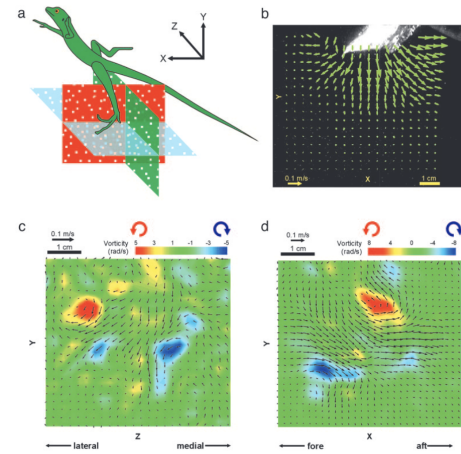 a
Z
Y
X
b
Y
X
0.1 m/s
1 cm
c
0.1 m/s
1 cm
Vorticity
(rad/s)
5 3 1 -1 -3 -5
Y
Z
lateral
medial
d
0.1 m/s
1 cm
Vorticity
(rad/s)
8 4 0 -4 -8
Y
X
fore
aft